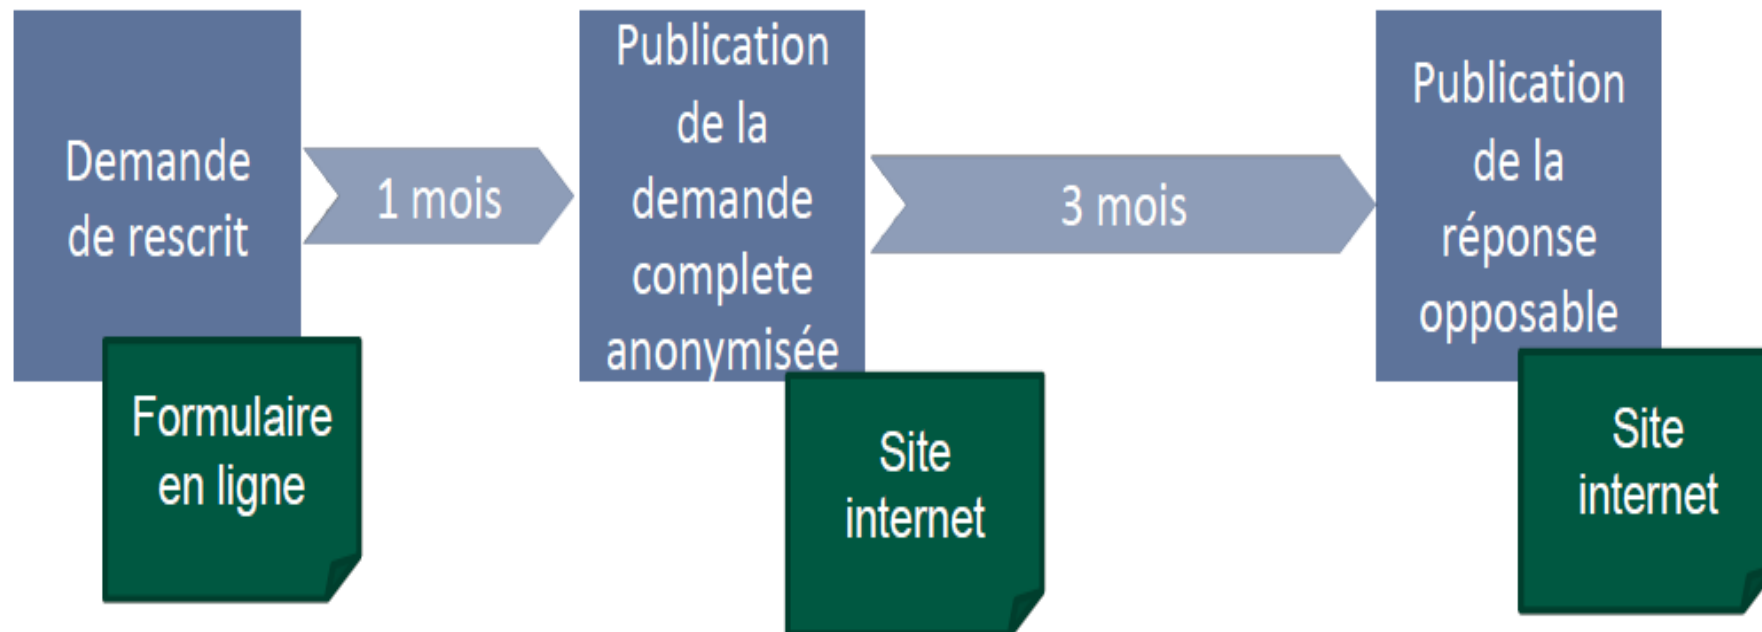 Demande
de rescrit
Formulaire
en ligne
1 mois
Publication
de la
demande
complete
anonymisée
Site
internet
3 mois
Publication
de la
réponse
opposable
Site
internet